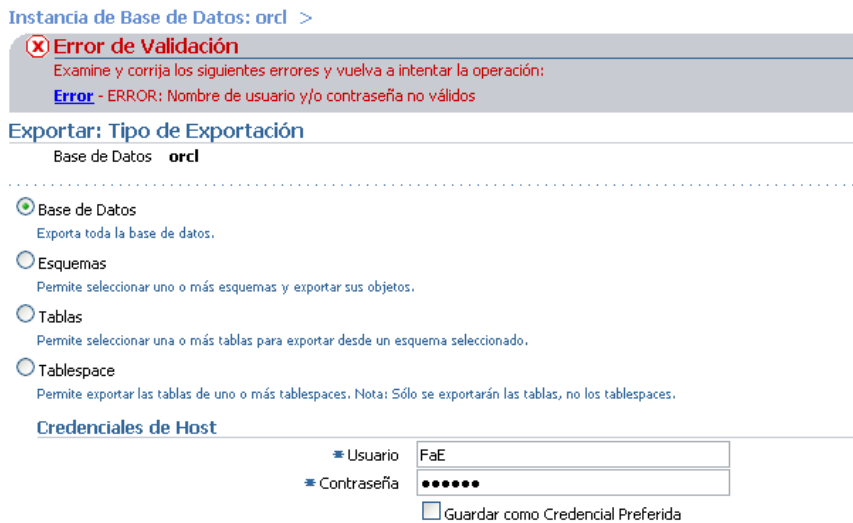 Instancia de Base de Datos: orcl >
Error de Validación
Examine y corrija los siguientes errores y vuelva a intentar la operación:
Error - ERROR: Nombre de usuario y/o contraseña no válidos
Exportar: Tipo de Exportación
Base de Datos orcl
Base de Datos
Exporta toda la base de datos.
Esquemas
Permite seleccionar uno o más esquemas y exportar sus objetos.
Tablas
Permite seleccionar una o más tablas para exportar desde un esquema seleccionado.
Tablespace
Permite exportar las tablas de uno o más tablespaces. Nota: Sólo se exportarán las tablas, no los tablespaces.
Credenciales de Host
* Usuario FaE
* Contraseña ••••••
Guardar como Credencial Preferida